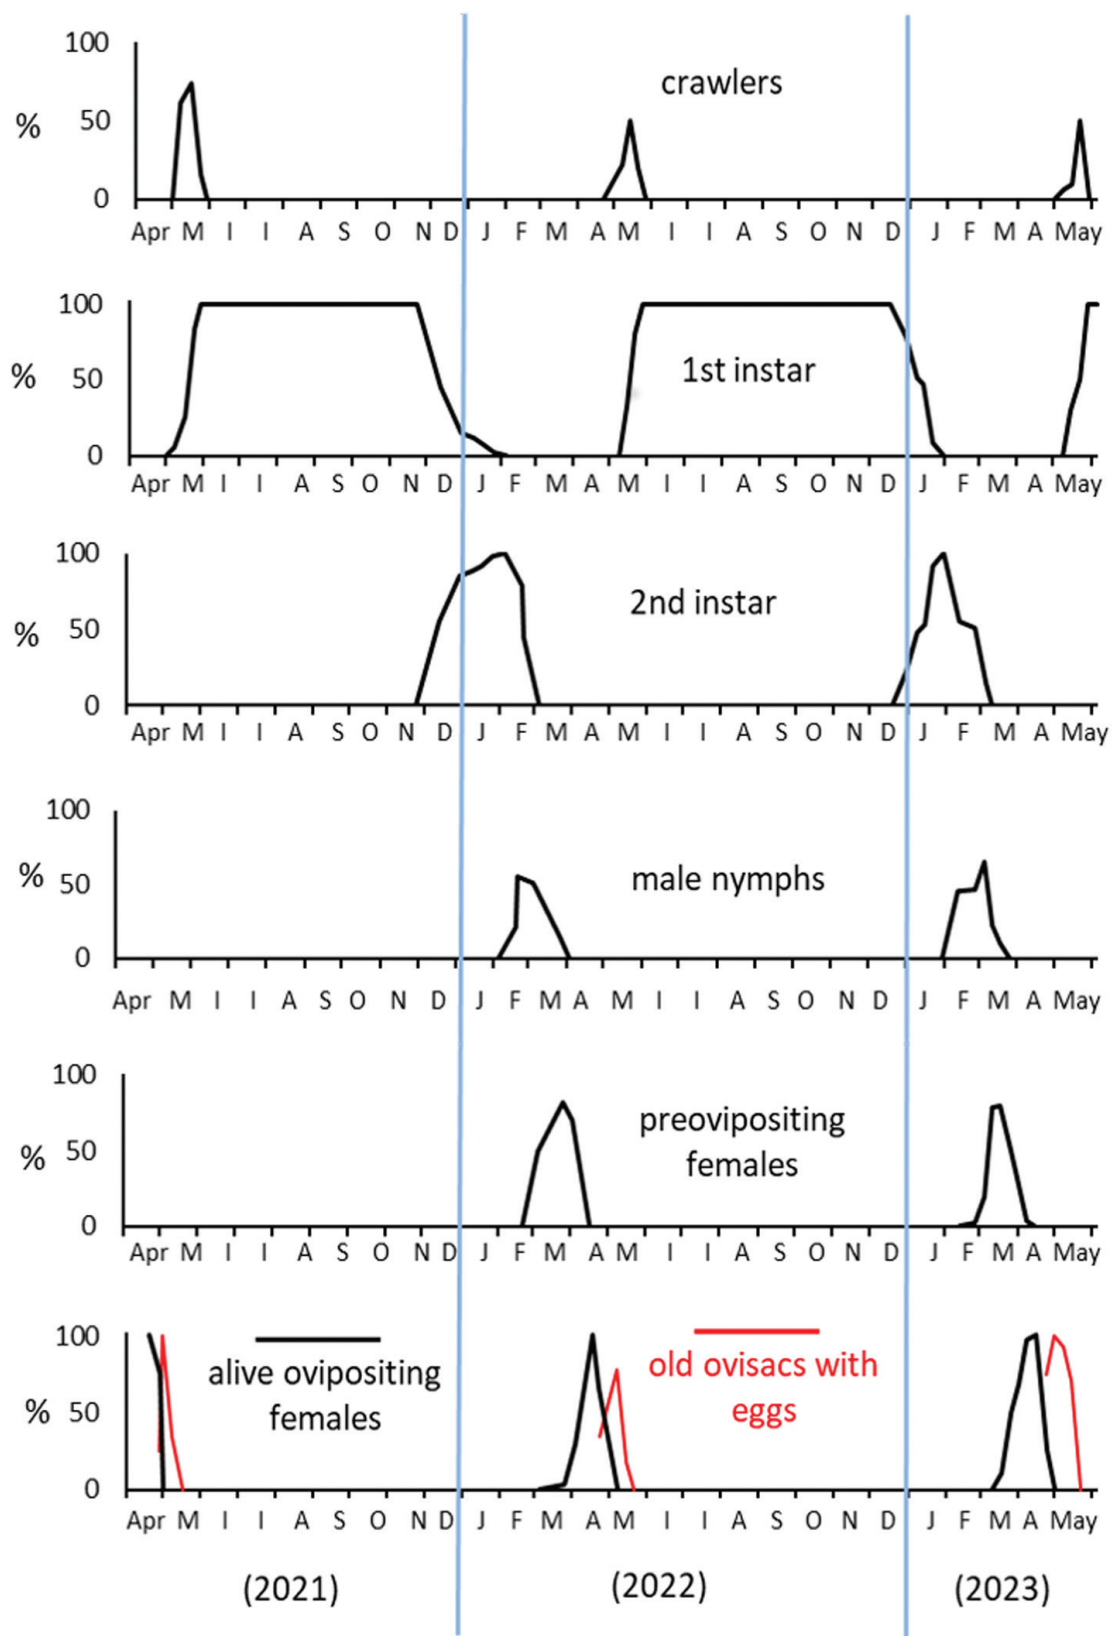 100
crawlers
% 50
0
Apr M I I A S O N D J F M A M I I A S O N D J F M A May
100
% 50
1st instar
0
Apr M I I A S O N D J F M A M I I A S O N D J F M A May
100
2nd instar
% 50
0
Apr M I I A S O N D J F M A M I I A S O N D J F M A May
100
% 50
male nymphs
0
Apr M I I A S O N D J F M A M I I A S O N D J F M A May
100
preovipositing
% 50
females
0
Apr M I I A S O N D J F M A M I I A S O N D J F M A May
100
alive ovipositing
females
old ovisacs with
eggs
% 50
0
Apr M I I A S O N D J F M A M I I A S O N D J F M A May
(2021) (2022) (2023)